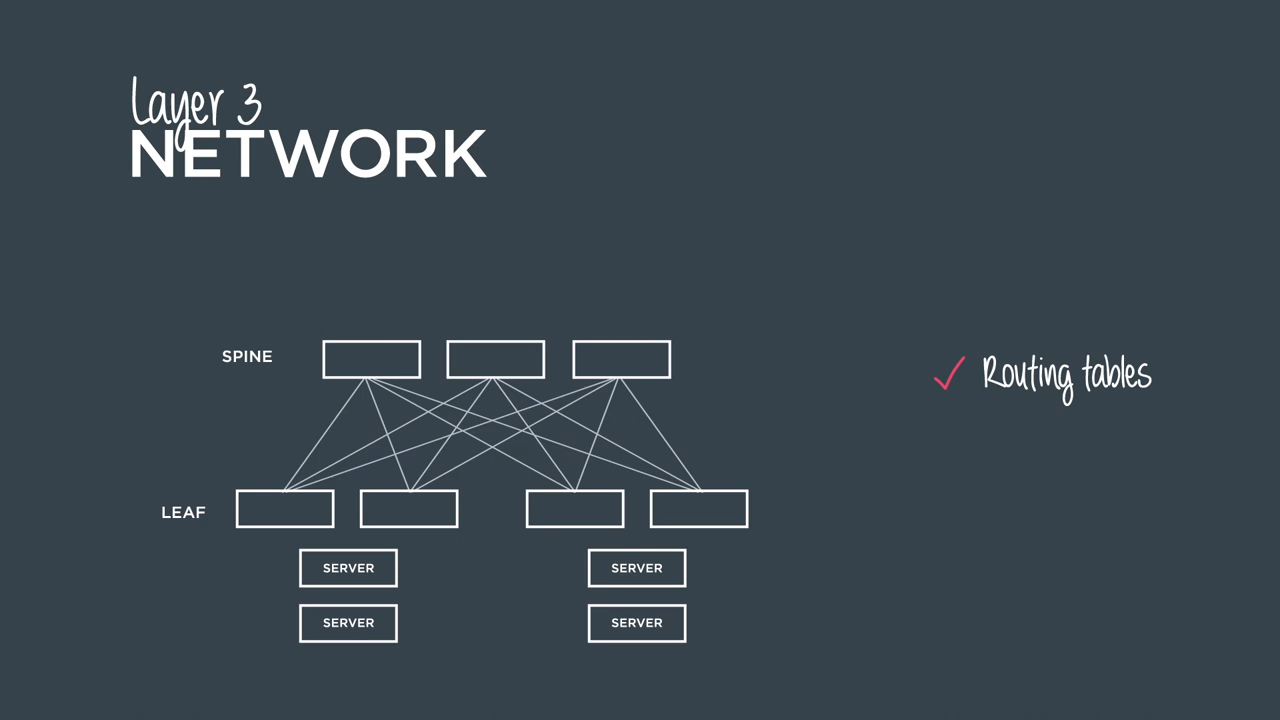 Layer 3
NETWORK
SPINE
Routing tables
LEAF
SERVER SERVER
SERVER SERVER